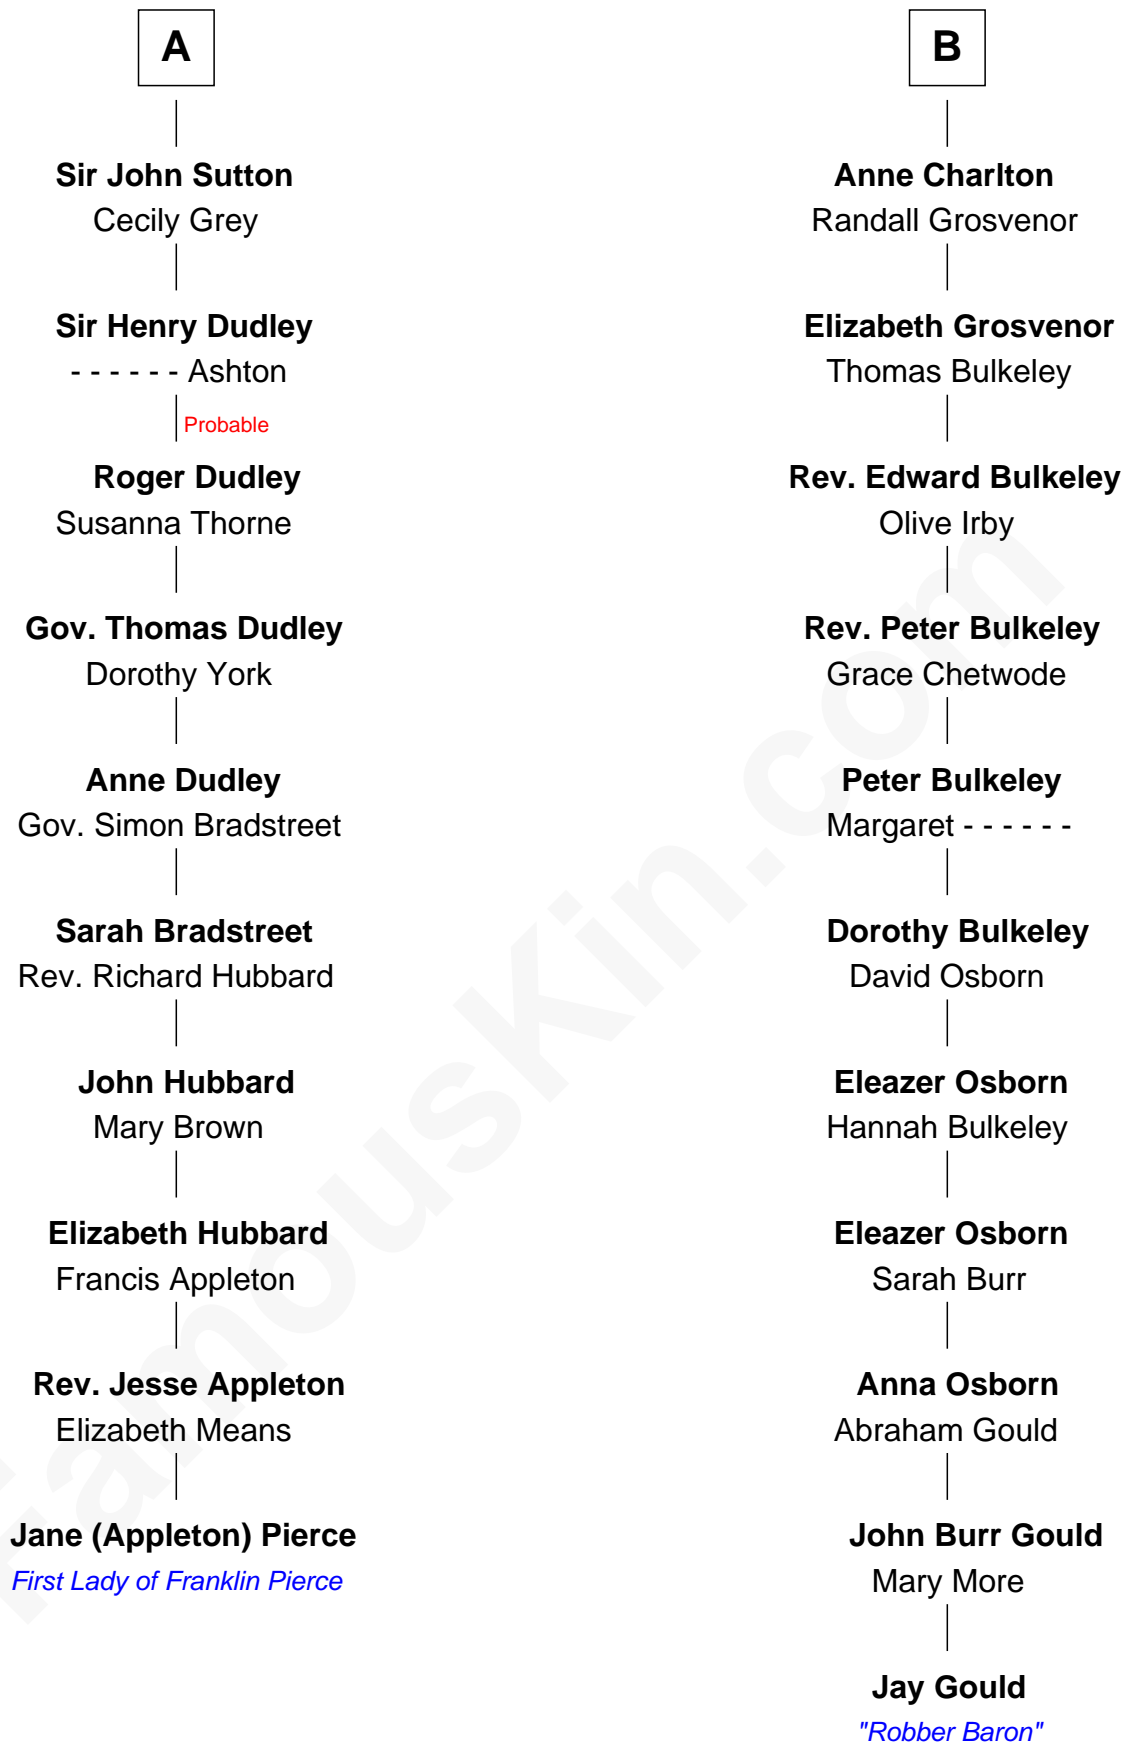 A
Sir John Sutton
Cecily Grey
Sir Henry Dudley
- - - - - - Ashton
Probable
Roger Dudley
Susanna Thorne
Gov. Thomas Dudley
Dorothy York
Anne Dudley
Gov. Simon Bradstreet
Sarah Bradstreet
Rev. Richard Hubbard
John Hubbard
Mary Brown
Elizabeth Hubbard
Francis Appleton
Rev. Jesse Appleton
Elizabeth Means
Jane (Appleton) Pierce
First Lady of Franklin Pierce
B
Anne Charlton
Randall Grosvenor
Elizabeth Grosvenor
Thomas Bulkeley
Rev. Edward Bulkeley
Olive Irby
Rev. Peter Bulkeley
Grace Chetwode
Peter Bulkeley
Margaret - - - - - -
Dorothy Bulkeley
David Osborn
Eleazer Osborn
Hannah Bulkeley
Eleazer Osborn
Sarah Burr
Anna Osborn
Abraham Gould
John Burr Gould
Mary More
Jay Gould
"Robber Baron"
FamousKin.com